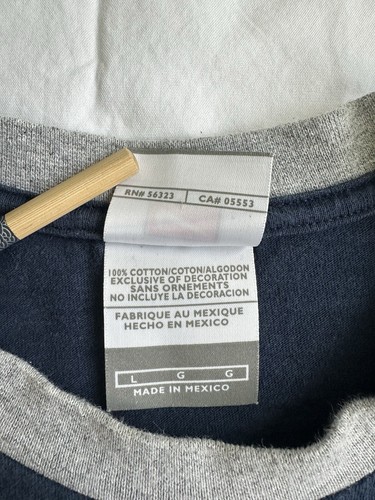 RN# 56323 CA# 05553
100% COTTON/COTON/ALGODON
EXCLUSIVE OF DECORATION
SANS ORNEMENTS
NO INCLUYE LA DECORACION
FABRIQUE AU MEXIQUE
HECHO EN MEXICO
L G G
MADE IN MEXICO